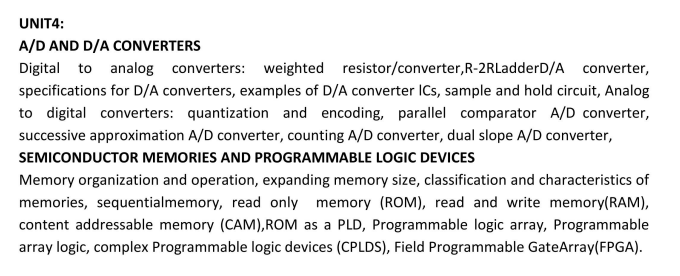 UNIT4:
A/D AND D/A CONVERTERS
Digital to analog converters: weighted resistor/converter,R-2RLadderD/A converter,
specifications for D/A converters, examples of D/A converter ICs, sample and hold circuit, Analog
to digital converters: quantization and encoding, parallel comparator A/D converter,
successive approximation A/D converter, counting A/D converter, dual slope A/D converter,
SEMICONDUCTOR MEMORIES AND PROGRAMMABLE LOGIC DEVICES
Memory organization and operation, expanding memory size, classification and characteristics of
memories, sequentialmemory, read only memory (ROM), read and write memory(RAM),
content addressable memory (CAM),ROM as a PLD, Programmable logic array, Programmable
array logic, complex Programmable logic devices (CPLDS), Field Programmable GateArray(FPGA).